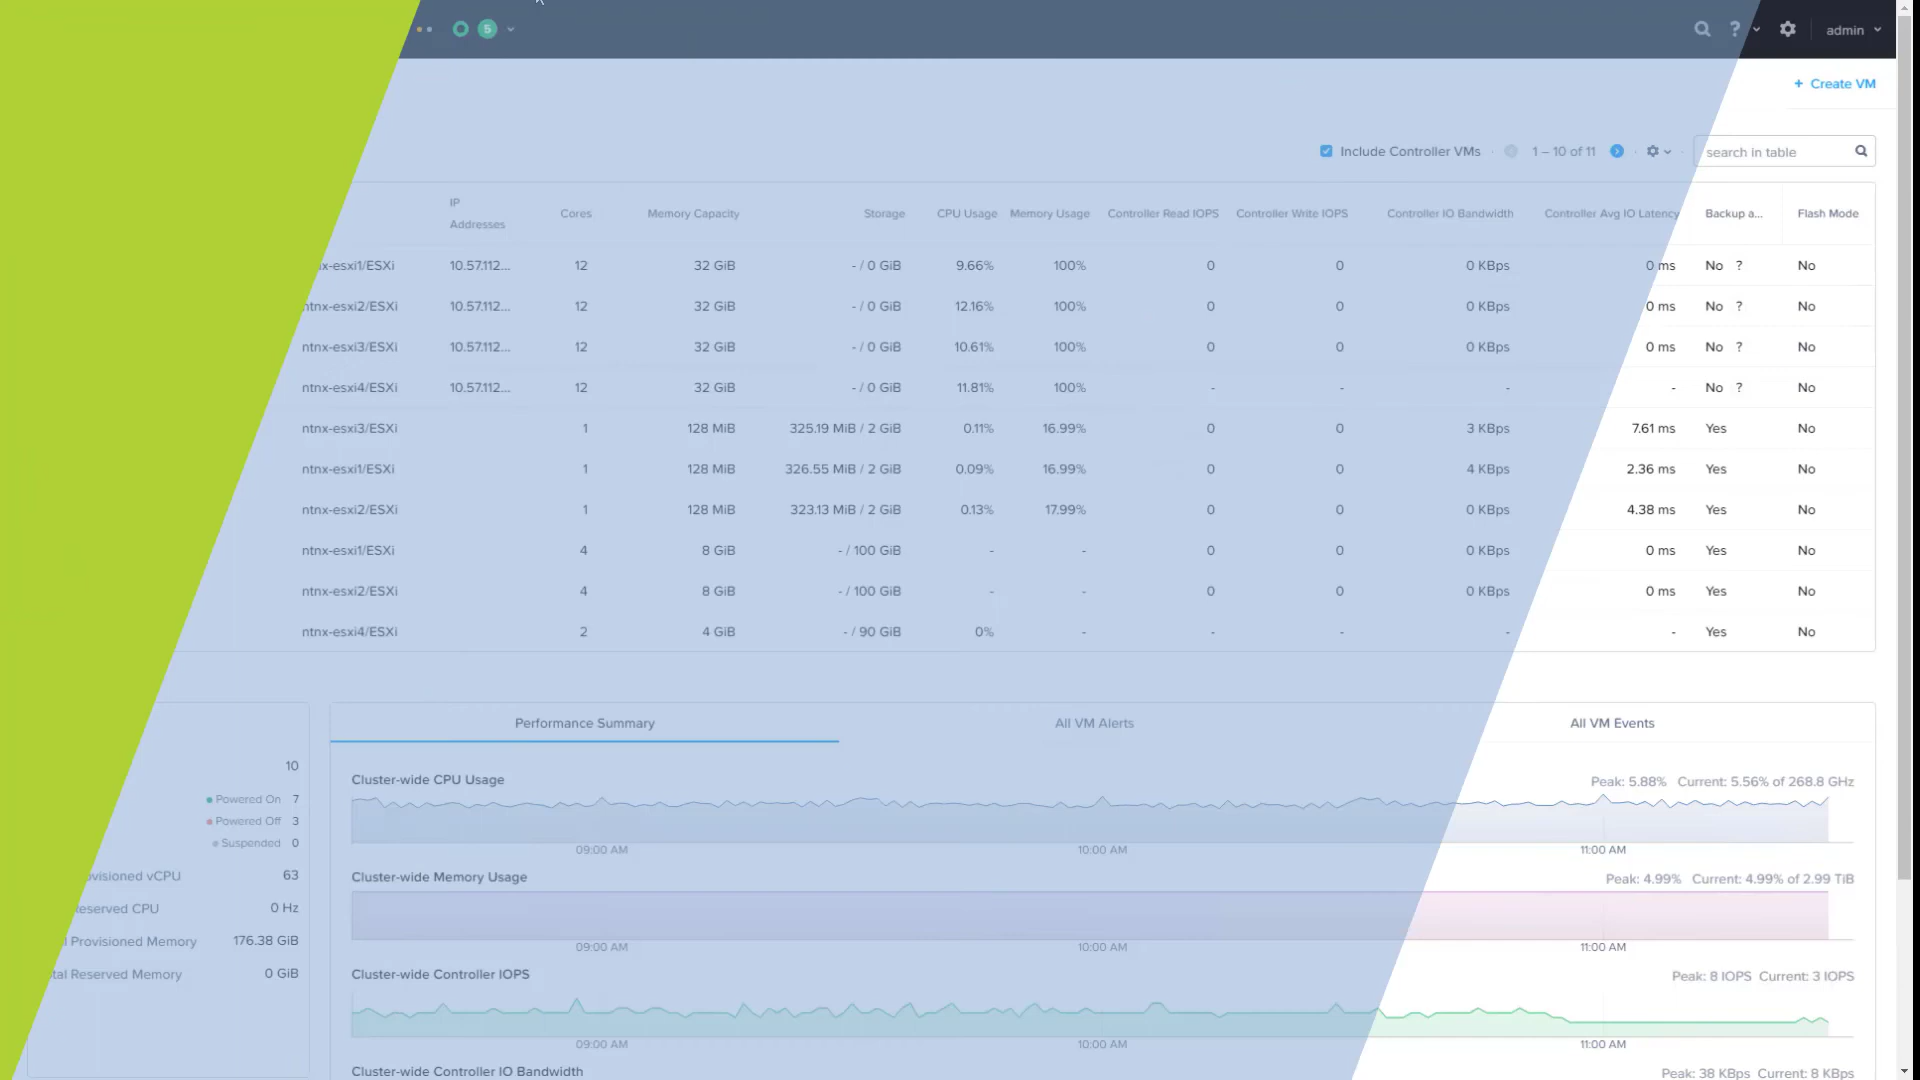 5 ? admin
+ Create VM
Include Controller VMs 1 – 10 of 11 search in table
IP Addresses Cores Memory Capacity Storage CPU Usage Memory Usage Controller Read IOPS Controller Write IOPS Controller IO Bandwidth Controller Avg IO Latency Backup a... Flash Mode
x-esxi1/ESXi 10.57.112... 12 32 GiB - / 0 GiB 9.66% 100% 0 0 0 KBps 0 ms No ? No
ntnx-esxi2/ESXi 10.57.112... 12 32 GiB - / 0 GiB 12.16% 100% 0 0 0 KBps 0 ms No ? No
ntnx-esxi3/ESXi 10.57.112... 12 32 GiB - / 0 GiB 10.61% 100% 0 0 0 KBps 0 ms No ? No
ntnx-esxi4/ESXi 10.57.112... 12 32 GiB - / 0 GiB 11.81% 100% - - - - No ? No
ntnx-esxi3/ESXi 1 128 MiB 325.19 MiB / 2 GiB 0.11% 16.99% 0 0 3 KBps 7.61 ms Yes No
ntnx-esxi1/ESXi 1 128 MiB 326.55 MiB / 2 GiB 0.09% 16.99% 0 0 4 KBps 2.36 ms Yes No
ntnx-esxi2/ESXi 1 128 MiB 323.13 MiB / 2 GiB 0.13% 17.99% 0 0 0 KBps 4.38 ms Yes No
ntnx-esxi1/ESXi 4 8 GiB - / 100 GiB - - 0 0 0 KBps 0 ms Yes No
ntnx-esxi2/ESXi 4 8 GiB - / 100 GiB - - 0 0 0 KBps 0 ms Yes No
ntnx-esxi4/ESXi 2 4 GiB - / 90 GiB 0% - - - - - Yes No
10
Powered On 7
Powered Off 3
Suspended 0
ovisioned vCPU 63
eserved CPU 0 Hz
l Provisioned Memory 176.38 GiB
tal Reserved Memory 0 GiB
Performance Summary All VM Alerts All VM Events
Cluster-wide CPU Usage Peak: 5.88% Current: 5.56% of 268.8 GHz
09:00 AM 10:00 AM 11:00 AM
Cluster-wide Memory Usage Peak: 4.99% Current: 4.99% of 2.99 TiB
09:00 AM 10:00 AM 11:00 AM
Cluster-wide Controller IOPS Peak: 8 IOPS Current: 3 IOPS
09:00 AM 10:00 AM 11:00 AM
Cluster-wide Controller IO Bandwidth Peak: 38 KBps Current: 8 KBps